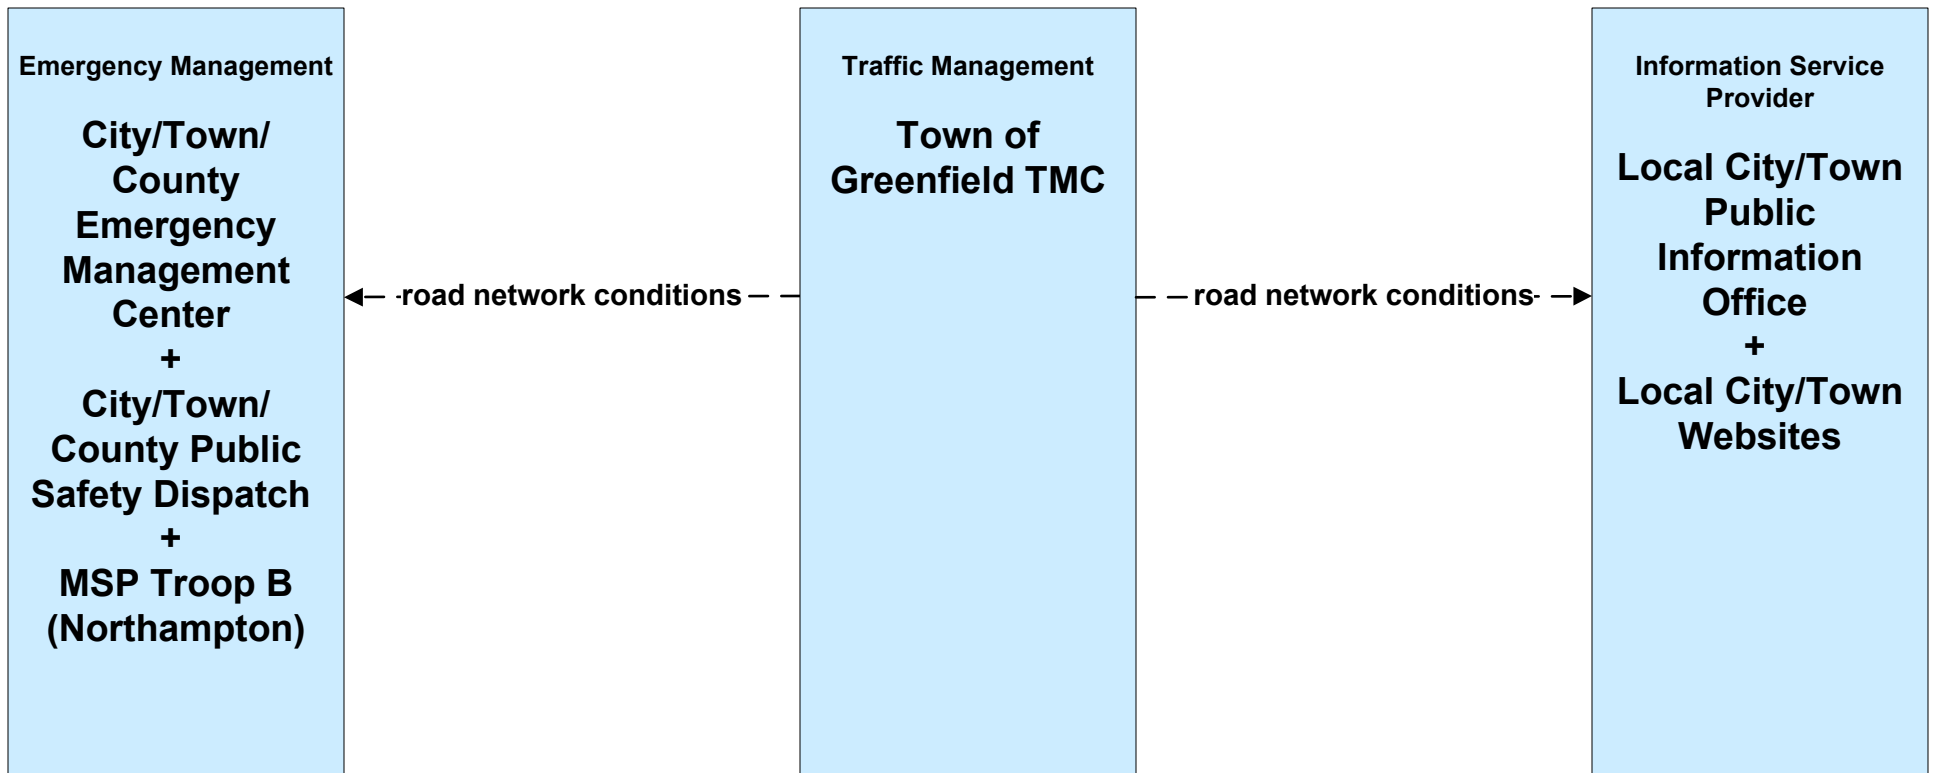 Emergency Management
City/Town/
County
Emergency
Management
Center
+
City/Town/
County Public
Safety Dispatch
+
MSP Troop B
(Northampton)
road network conditions
Traffic Management
Town of
Greenfield TMC
road network conditions
Information Service
Provider
Local City/Town
Public
Information
Office
+
Local City/Town
Websites